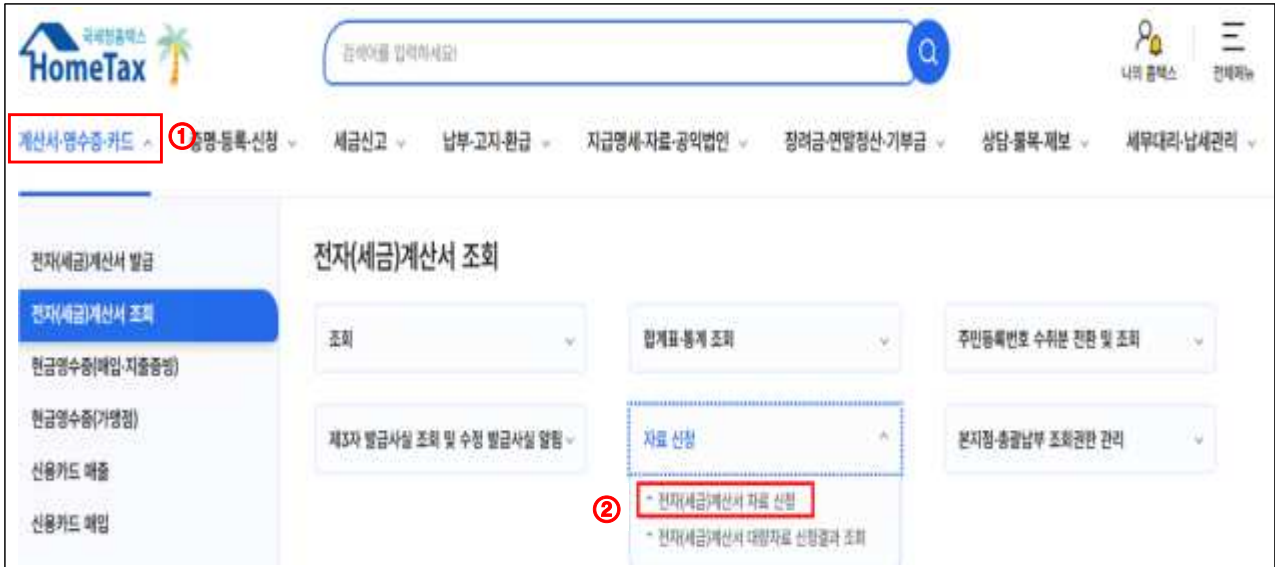 국세청홈택스
HomeTax
검색어를 입력하세요!
나의 홈택스
전체메뉴
계산서·영수증·카드
①
증명·등록·신청
세금신고
납부·고지·환급
지급명세·자료·공익법인
장려금·연말정산·기부금
상담·불복·제보
세무대리·납세관리
전자(세금)계산서 발급
전자(세금)계산서 조회
현금영수증(매입·지출증빙)
현금영수증(가맹점)
신용카드 매출
신용카드 매입
전자(세금)계산서 조회
조회
합계표·통계 조회
주민등록번호 수취분 전환 및 조회
제3자 발급사실 조회 및 수정 발급사실 알림
자료 신청
본지점·총괄납부 조회권한 관리
②
전자(세금)계산서 자료 신청
전자(세금)계산서 대량자료 신청결과 조회